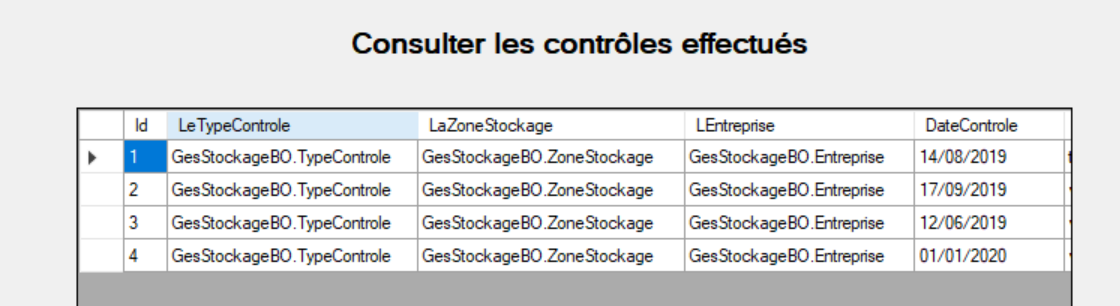 Consulter les contrôles effectués
Id LeTypeControle LaZoneStockage LEntreprise DateControle
1 GesStockageBO.TypeControle GesStockageBO.ZoneStockage GesStockageBO.Entreprise 14/08/2019
2 GesStockageBO.TypeControle GesStockageBO.ZoneStockage GesStockageBO.Entreprise 17/09/2019
3 GesStockageBO.TypeControle GesStockageBO.ZoneStockage GesStockageBO.Entreprise 12/06/2019
4 GesStockageBO.TypeControle GesStockageBO.ZoneStockage GesStockageBO.Entreprise 01/01/2020